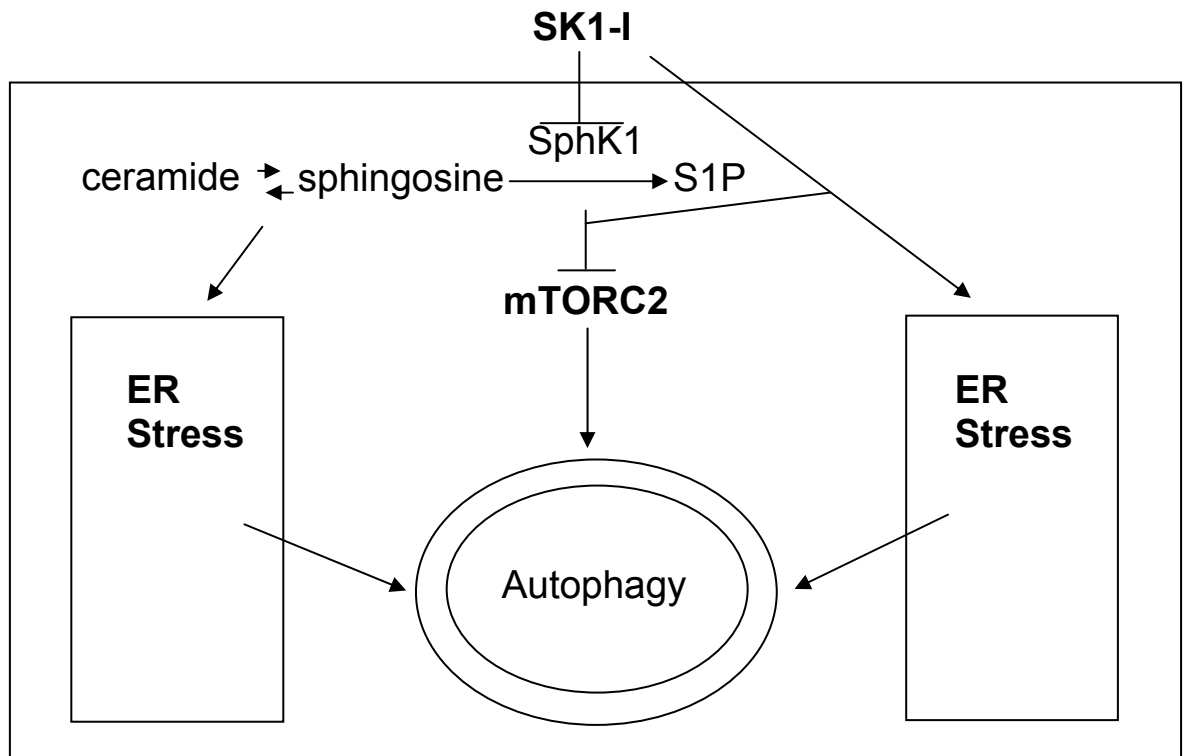 SK1-I
SphK1
ceramide
sphingosine
S1P
mTORC2
ER
Stress
ER
Stress
Autophagy